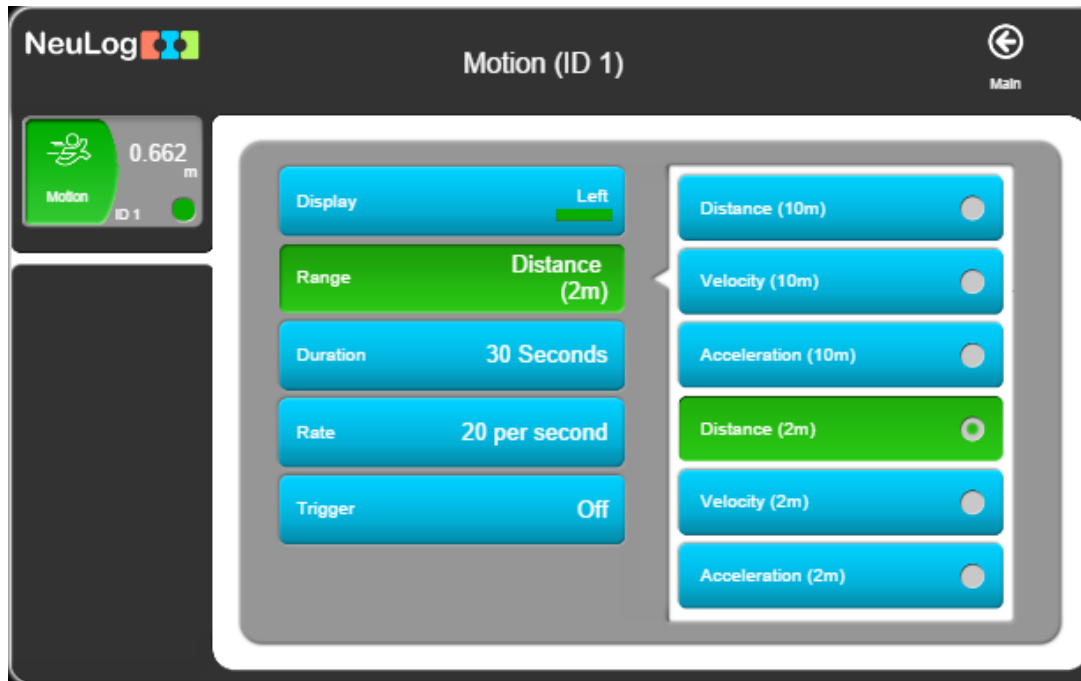 NeuLog
Motion (ID 1)
Main
0.662
m
Motion
ID 1
Display Left
Range Distance
(2m)
Duration 30 Seconds
Rate 20 per second
Trigger Off
Distance (10m)
Velocity (10m)
Acceleration (10m)
Distance (2m)
Velocity (2m)
Acceleration (2m)